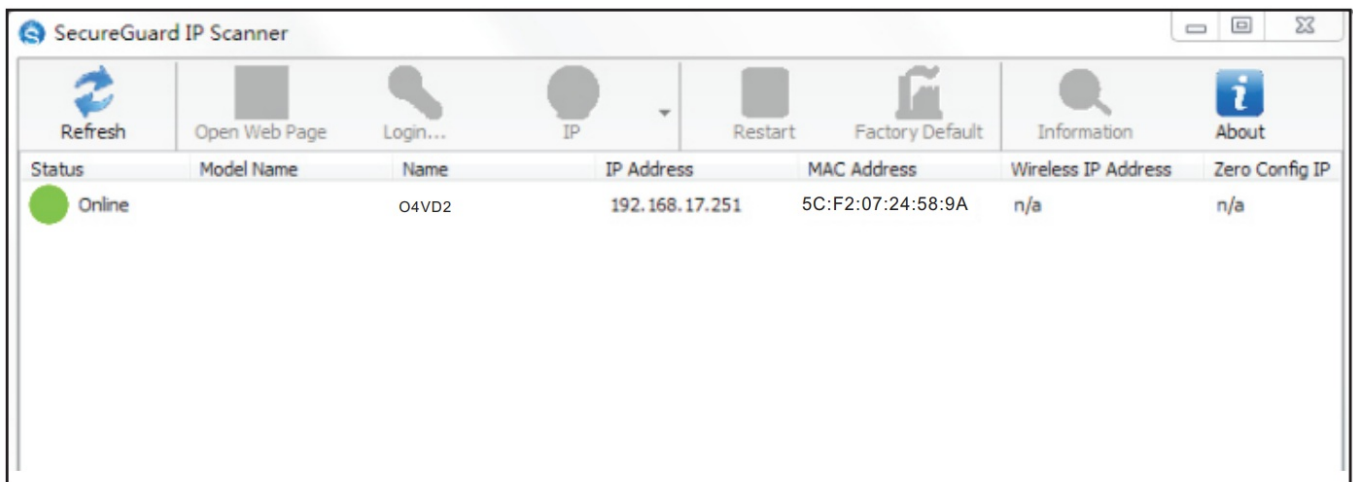 SecureGuard IP Scanner
Refresh Open Web Page Login... IP Restart Factory Default Information About
Status Model Name Name IP Address MAC Address Wireless IP Address Zero Config IP
Online O4VD2 192.168.17.251 5C:F2:07:24:58:9A n/a n/a